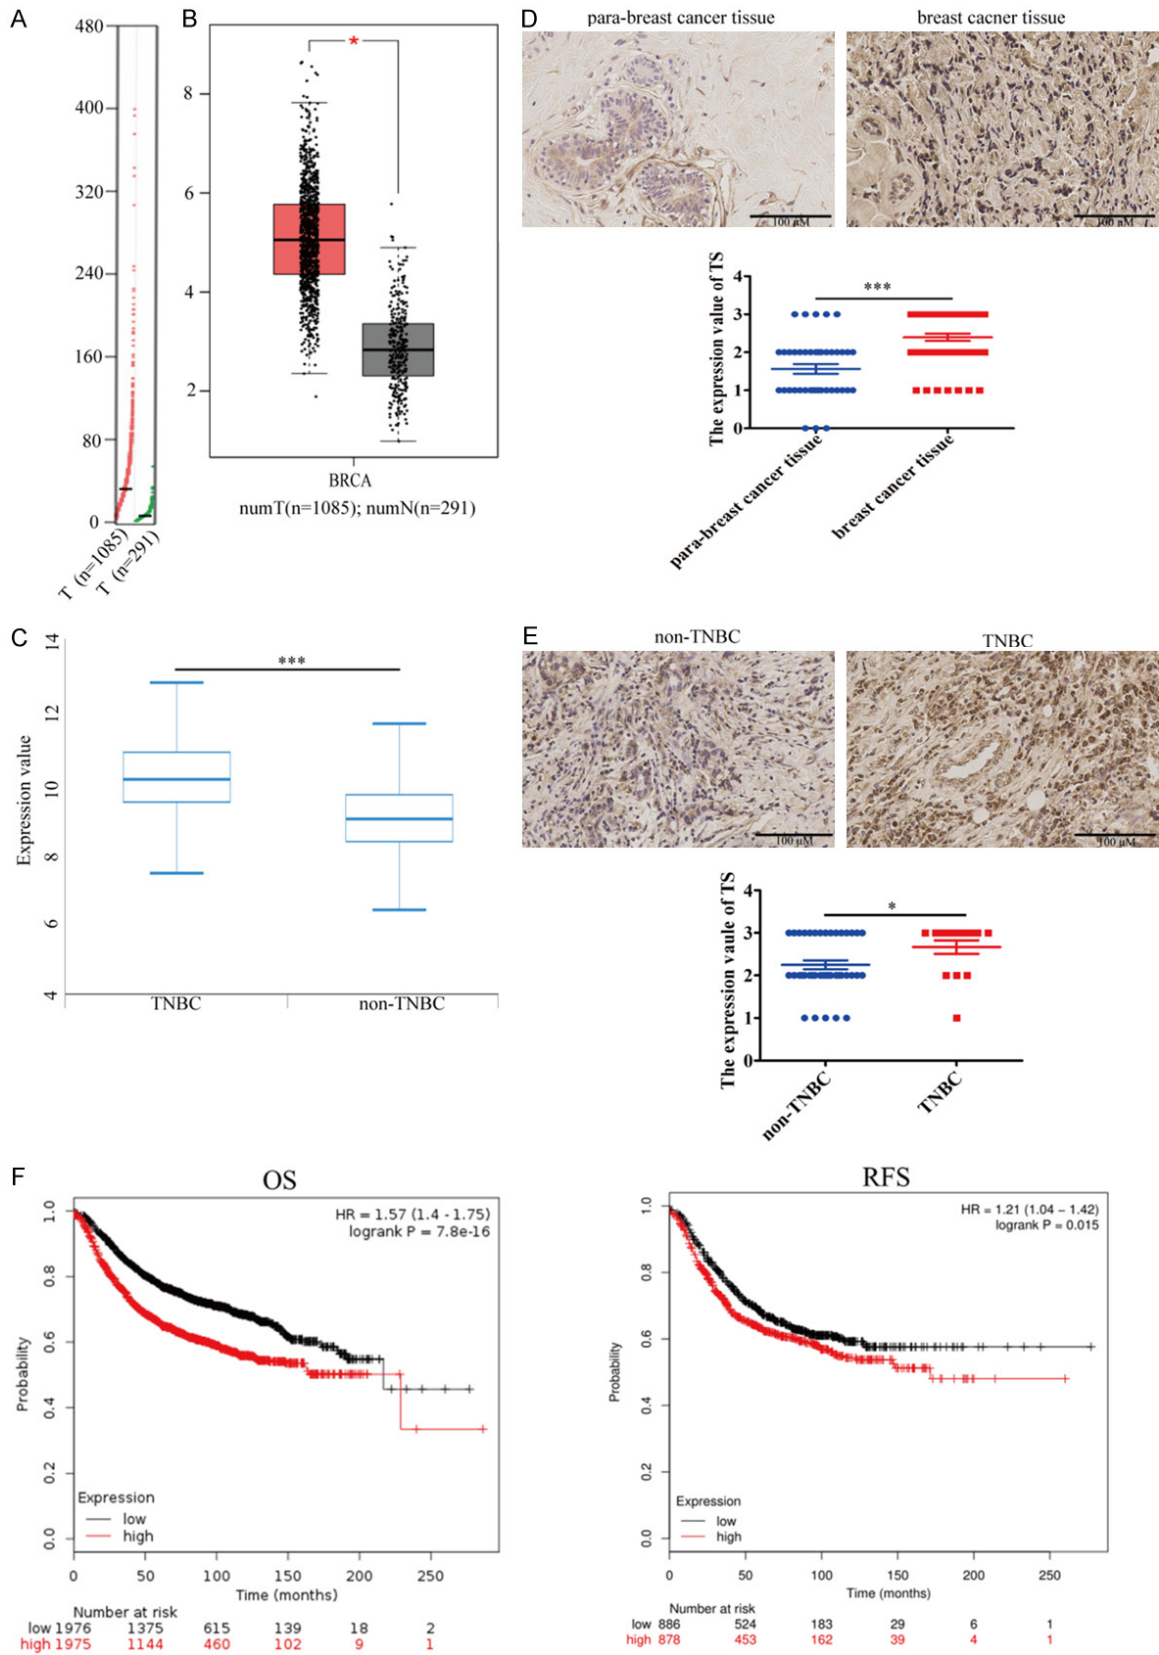 A
480
400
320
240
160
80
0
T (n=1085)
T (n=291)
B
8
6
4
2
*
BRCA
numT(n=1085); numN(n=291)
D
para-breast cancer tissue
breast cacner tissue
100 µM
100 µM
The expression value of TS
4
3
2
1
0
***
para-breast cancer tissue
breast cancer tissue
C
Expression value
14
12
10
8
6
4
***
TNBC
non-TNBC
E
non-TNBC
TNBC
100 µM
100 µM
The expression vaule of TS
4
3
2
1
0
*
non-TNBC
TNBC
F
OS
HR = 1.57 (1.4 - 1.75)
logrank P = 7.8e-16
Probability
1.0
0.8
0.6
0.4
0.2
0.0
Expression
low
high
0 50 100 150 200 250
Time (months)
Number at risk
low 1976 1375 615 139 18 2
high 1975 1144 460 102 9 1
RFS
HR = 1.21 (1.04 − 1.42)
logrank P = 0.015
Probability
1.0
0.8
0.6
0.4
0.2
0.0
Expression
low
high
0 50 100 150 200 250
Time (months)
Number at risk
low 886 524 183 29 6 1
high 878 453 162 39 4 1